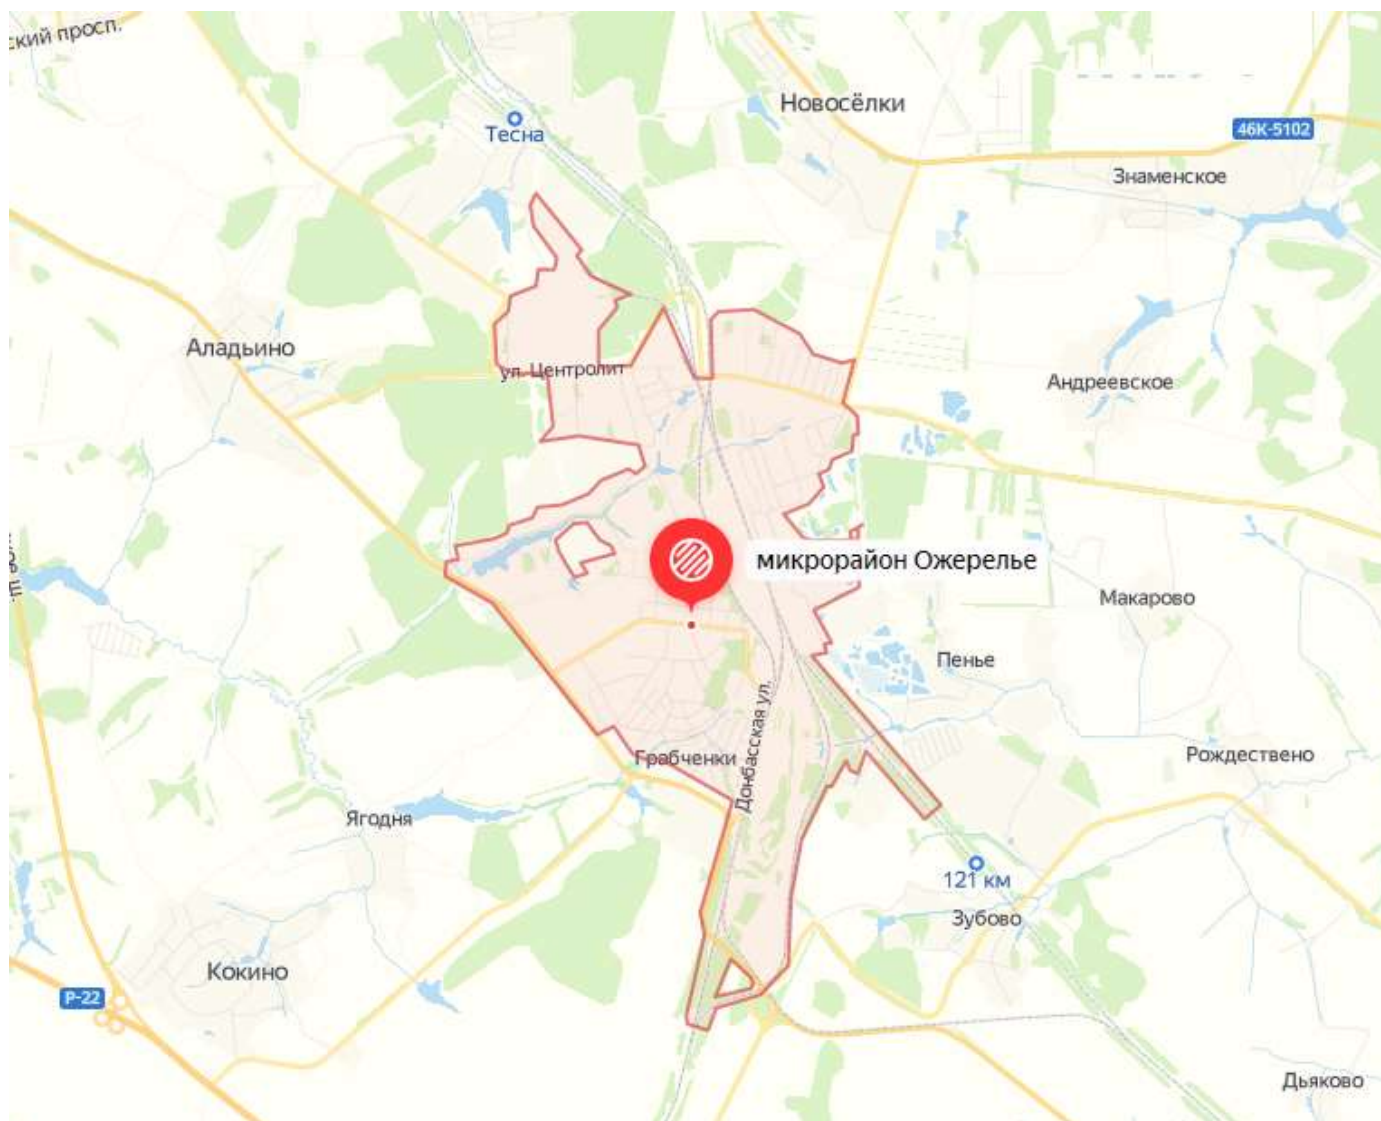 ский просп.
Новосёлки
Тесна
46К-5102
Знаменское
Аладьино
ул. Центролит
Андреевское
микрорайон Ожерелье
Макарово
Пенье
Донбасская ул.
Грабченки
Рождествено
Ягодня
121 км
Зубово
Кокино
Р-22
Дьяково